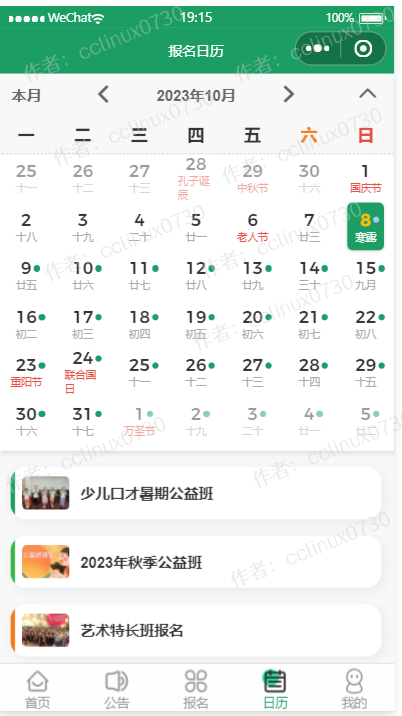 WeChat 19:15 100%
报名日历
本月 2023年10月
一 二 三 四 五 六 日
25 26 27 28 29 30 1
十一 十二 十三 孔子诞辰 中秋节 十六 国庆节
2 3 4 5 6 7 8
十八 十九 二十 廿一 老人节 廿三 寒露
9 10 11 12 13 14 15
廿五 廿六 廿七 廿八 廿九 三十 九月
16 17 18 19 20 21 22
初二 初三 初四 初五 初六 初七 初八
23 24 25 26 27 28 29
重阳节 联合国日 十一 十二 十三 十四 十五
30 31 1 2 3 4 5
十六 十七 万圣节 十九 二十 廿一 廿二
少儿口才暑期公益班
2023年秋季公益班
艺术特长班报名
首页 公告 报名 日历 我的
作者：cclinux0730